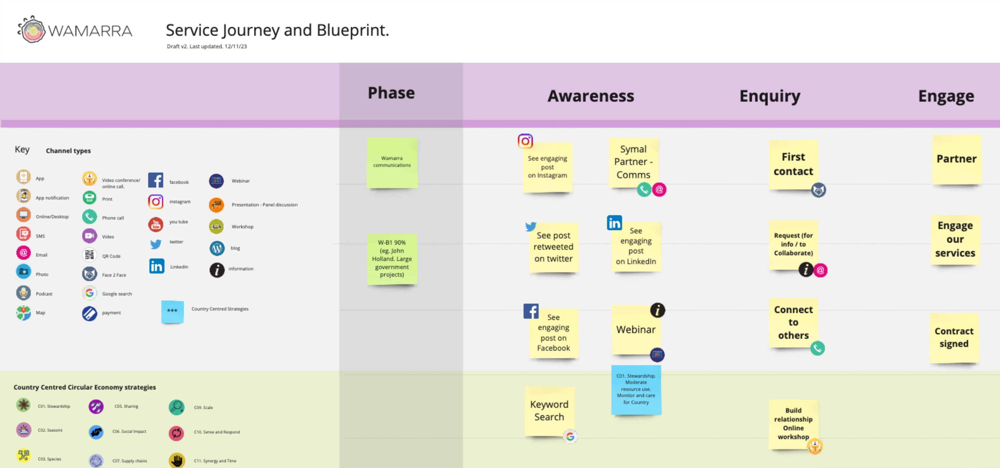 WAMARRA
Service Journey and Blueprint.
Draft v2. Last updated. 12/11/23
Phase
Awareness
Enquiry
Engage
Key
Channel types
App
App notification
Online/Desktop
SMS
@
Email
Photo
Podcast
Map
Video conference/
online call.
Print
Phone call
Video
QR Code
Face 2 Face
G
Google search
payment
f
facebook
instagram
You
Tube
you tube
twitter
in
LinkedIn
Webinar
Presentation - Panel discussion
Workshop
W
blog
i
information
***
Country Centred Strategies
Wamarra
communications
W-B1 90%
(eg. John
Holland. Large
government
projects)
See engaging
post
on Instagram
Symal
Partner -
Comms
@
See post
retweeted
on twitter
in
See
engaging
post
on LinkedIn
f
See
engaging
post on
Facebook
i
Webinar
C01. Stewardship.
Moderate
resource use.
Monitor and care
for Country
Keyword
Search
G
First
contact
Request (for
info / to
Collaborate)
i
@
Connect
to
others
Build
relationship
Online
workshop
Partner
Engage
our
services
Contract
signed
Country Centred Circular Economy strategies
C01. Stewardship
C02. Seasons
C03. Species
C05. Sharing
C06. Social Impact
C07. Supply chains
C09. Scale
C10. Sense and Respond
C11. Synergy and Time